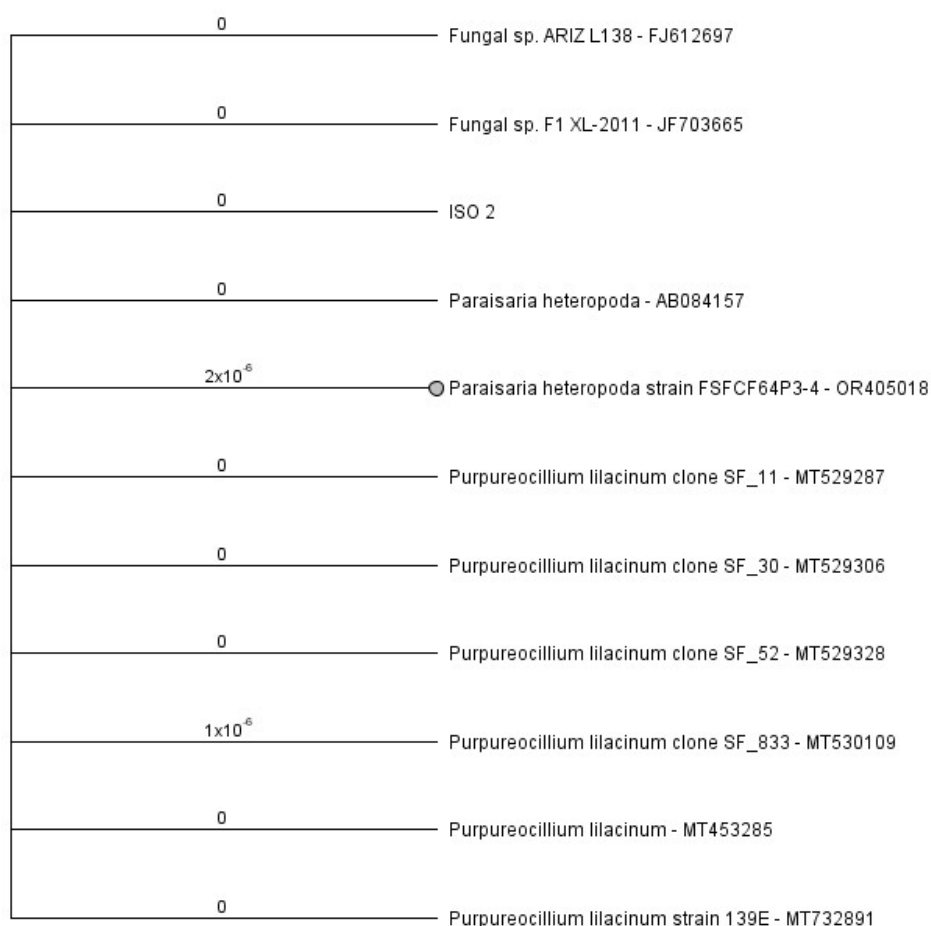 0
Fungal sp. ARIZ L138 - FJ612697
0
Fungal sp. F1 XL-2011 - JF703665
0
ISO 2
0
Paraisaria heteropoda - AB084157
2x10⁻⁶
Paraisaria heteropoda strain FSFCF64P3-4 - OR405018
0
Purpureocillium lilacinum clone SF_11 - MT529287
0
Purpureocillium lilacinum clone SF_30 - MT529306
0
Purpureocillium lilacinum clone SF_52 - MT529328
1x10⁻⁶
Purpureocillium lilacinum clone SF_833 - MT530109
0
Purpureocillium lilacinum - MT453285
0
Purpureocillium lilacinum strain 139E - MT732891